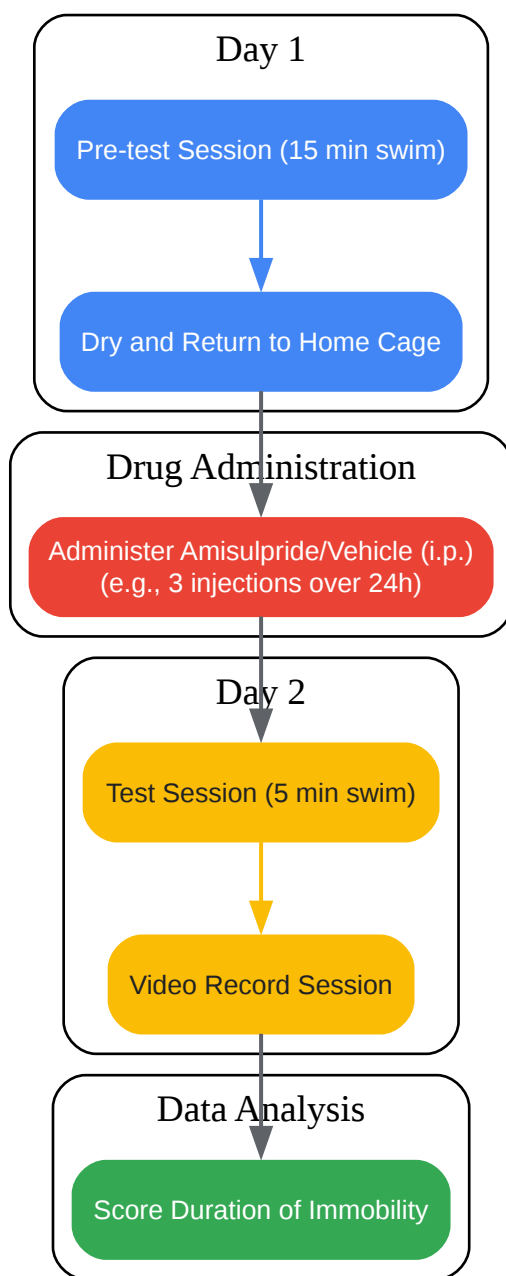 Day 1
Pre-test Session (15 min swim)
Dry and Return to Home Cage
Drug Administration
Administer Amisulpride/Vehicle (i.p.)
(e.g., 3 injections over 24h)
Day 2
Test Session (5 min swim)
Video Record Session
Data Analysis
Score Duration of Immobility